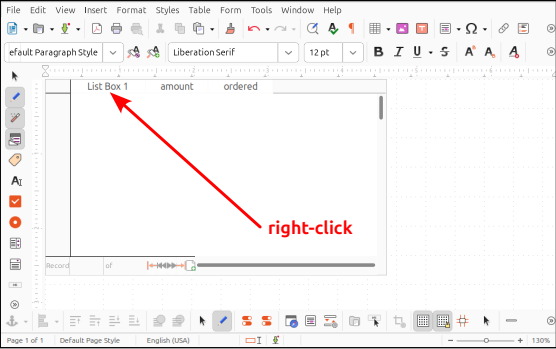 File Edit View Insert Format Styles Table Form Tools Window Help
efault Paragraph Style Liberation Serif 12 pt B I U S A A A
List Box 1 amount ordered
right-click
Record of
Page 1 of 1 Default Page Style English (USA) 130%